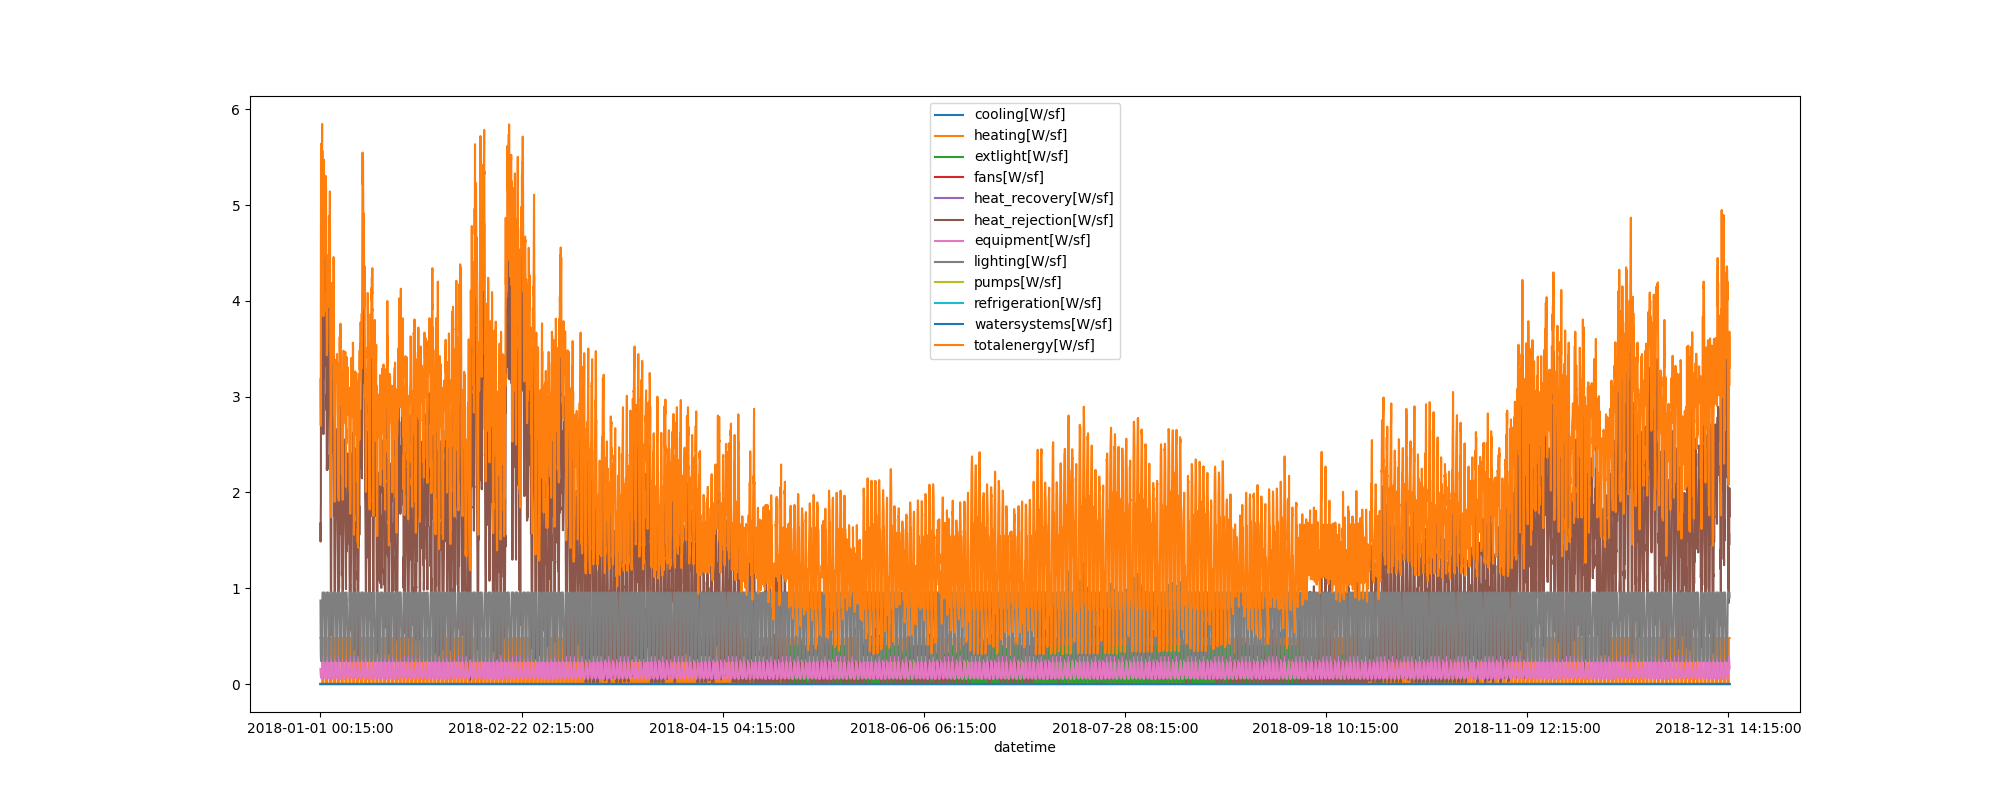 6
5
4
3
2
1
0
cooling[W/sf]
heating[W/sf]
extlight[W/sf]
fans[W/sf]
heat_recovery[W/sf]
heat_rejection[W/sf]
equipment[W/sf]
lighting[W/sf]
pumps[W/sf]
refrigeration[W/sf]
watersystems[W/sf]
totalenergy[W/sf]
2018-01-01 00:15:00 2018-02-22 02:15:00 2018-04-15 04:15:00 2018-06-06 06:15:00 2018-07-28 08:15:00 2018-09-18 10:15:00 2018-11-09 12:15:00 2018-12-31 14:15:00
datetime